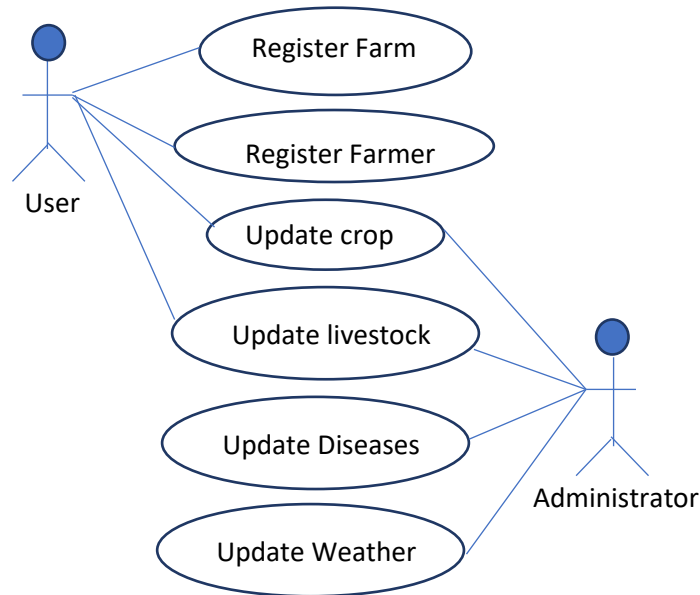 Register Farm
Register Farmer
User
Update crop
Update livestock
Update Diseases
Administrator
Update Weather